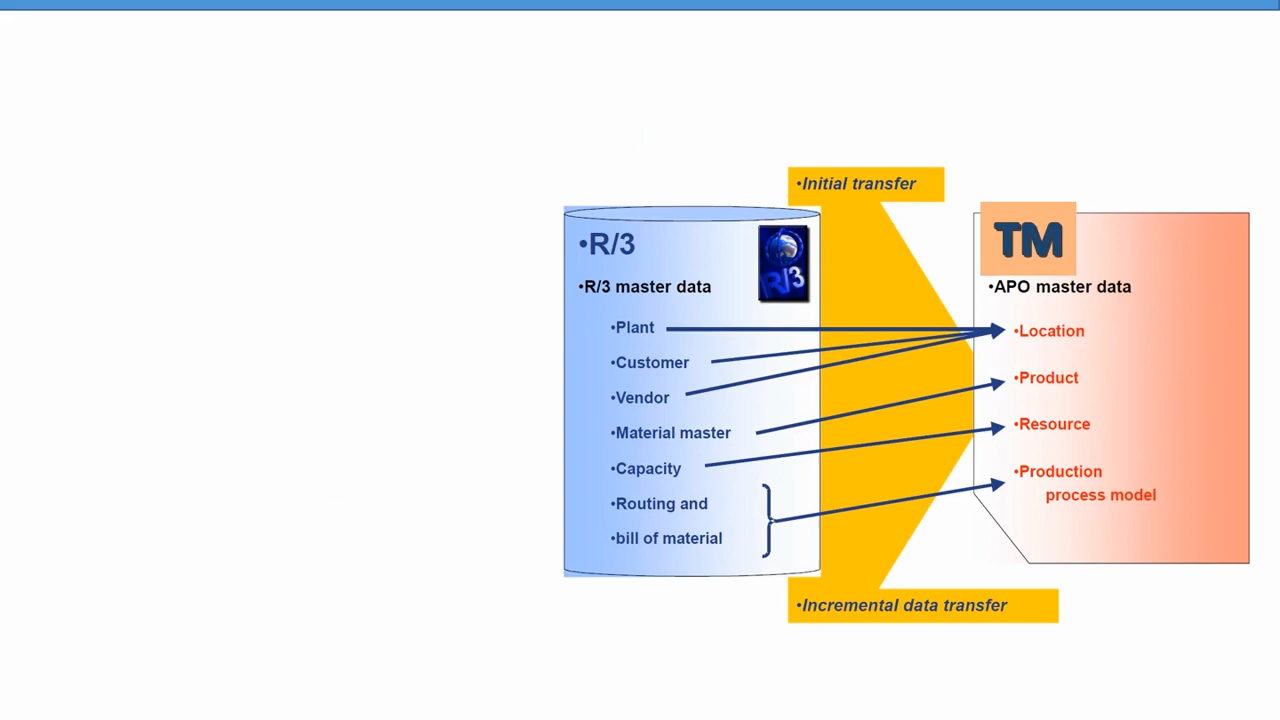 •Initial transfer
•R/3
R/3
•R/3 master data
•Plant
•Customer
•Vendor
•Material master
•Capacity
•Routing and
•bill of material
TM
•APO master data
•Location
•Product
•Resource
•Production
process model
•Incremental data transfer